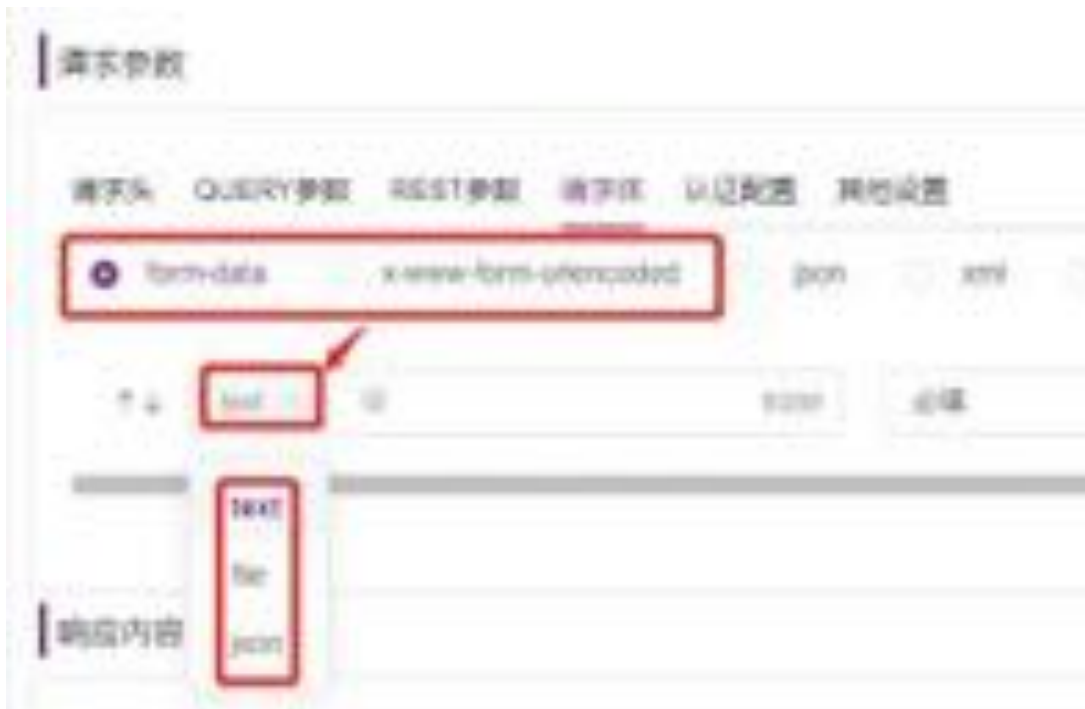 请求参数
请求头 QUERY参数 REST参数 请求体 认证配置 其他设置
form-data x-www-form-urlencoded json xml
text 必填
text
file
json
响应内容